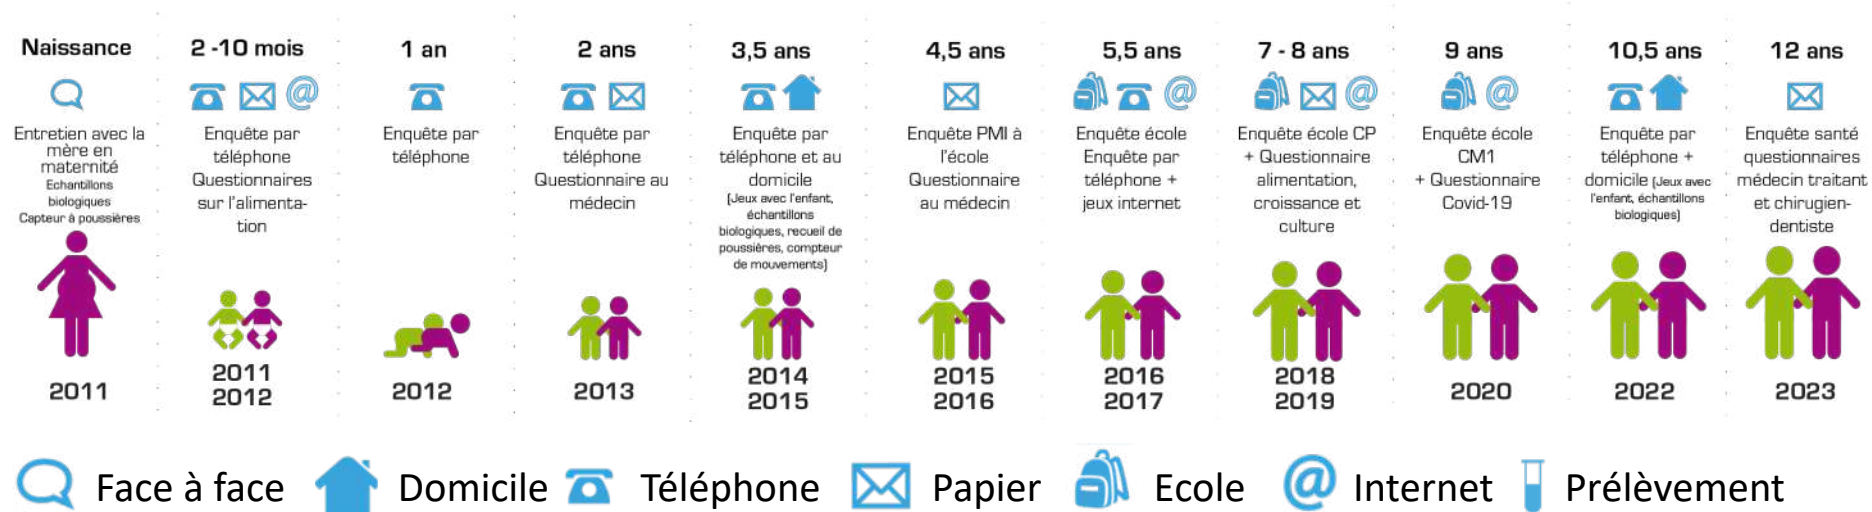 Naissance
Entretien avec la
mère en
maternité
Echantillons
biologiques
Capteur à poussières
2011
2 -10 mois
Enquête par
téléphone
Questionnaires
sur l'alimenta-
tion
2011
2012
1 an
Enquête par
téléphone
2012
2 ans
Enquête par
téléphone
Questionnaire au
médecin
2013
3,5 ans
Enquête par
téléphone et au
domicile
(Jeux avec l'enfant,
échantillons
biologiques, recueil de
poussières, compteur
de mouvements)
2014
2015
4,5 ans
Enquête PMI à
l'école
Questionnaire
au médecin
2015
2016
5,5 ans
Enquête école
Enquête par
téléphone +
jeux internet
2016
2017
7 - 8 ans
Enquête école CP
+ Questionnaire
alimentation,
croissance et
culture
2018
2019
9 ans
Enquête école
CM1
+ Questionnaire
Covid-19
2020
10,5 ans
Enquête par
téléphone +
domicile (Jeux avec
l'enfant, échantillons
biologiques)
2022
12 ans
Enquête santé
questionnaires
médecin traitant
et chirugien-
dentiste
2023
Face à face Domicile Téléphone Papier Ecole @ Internet Prélèvement